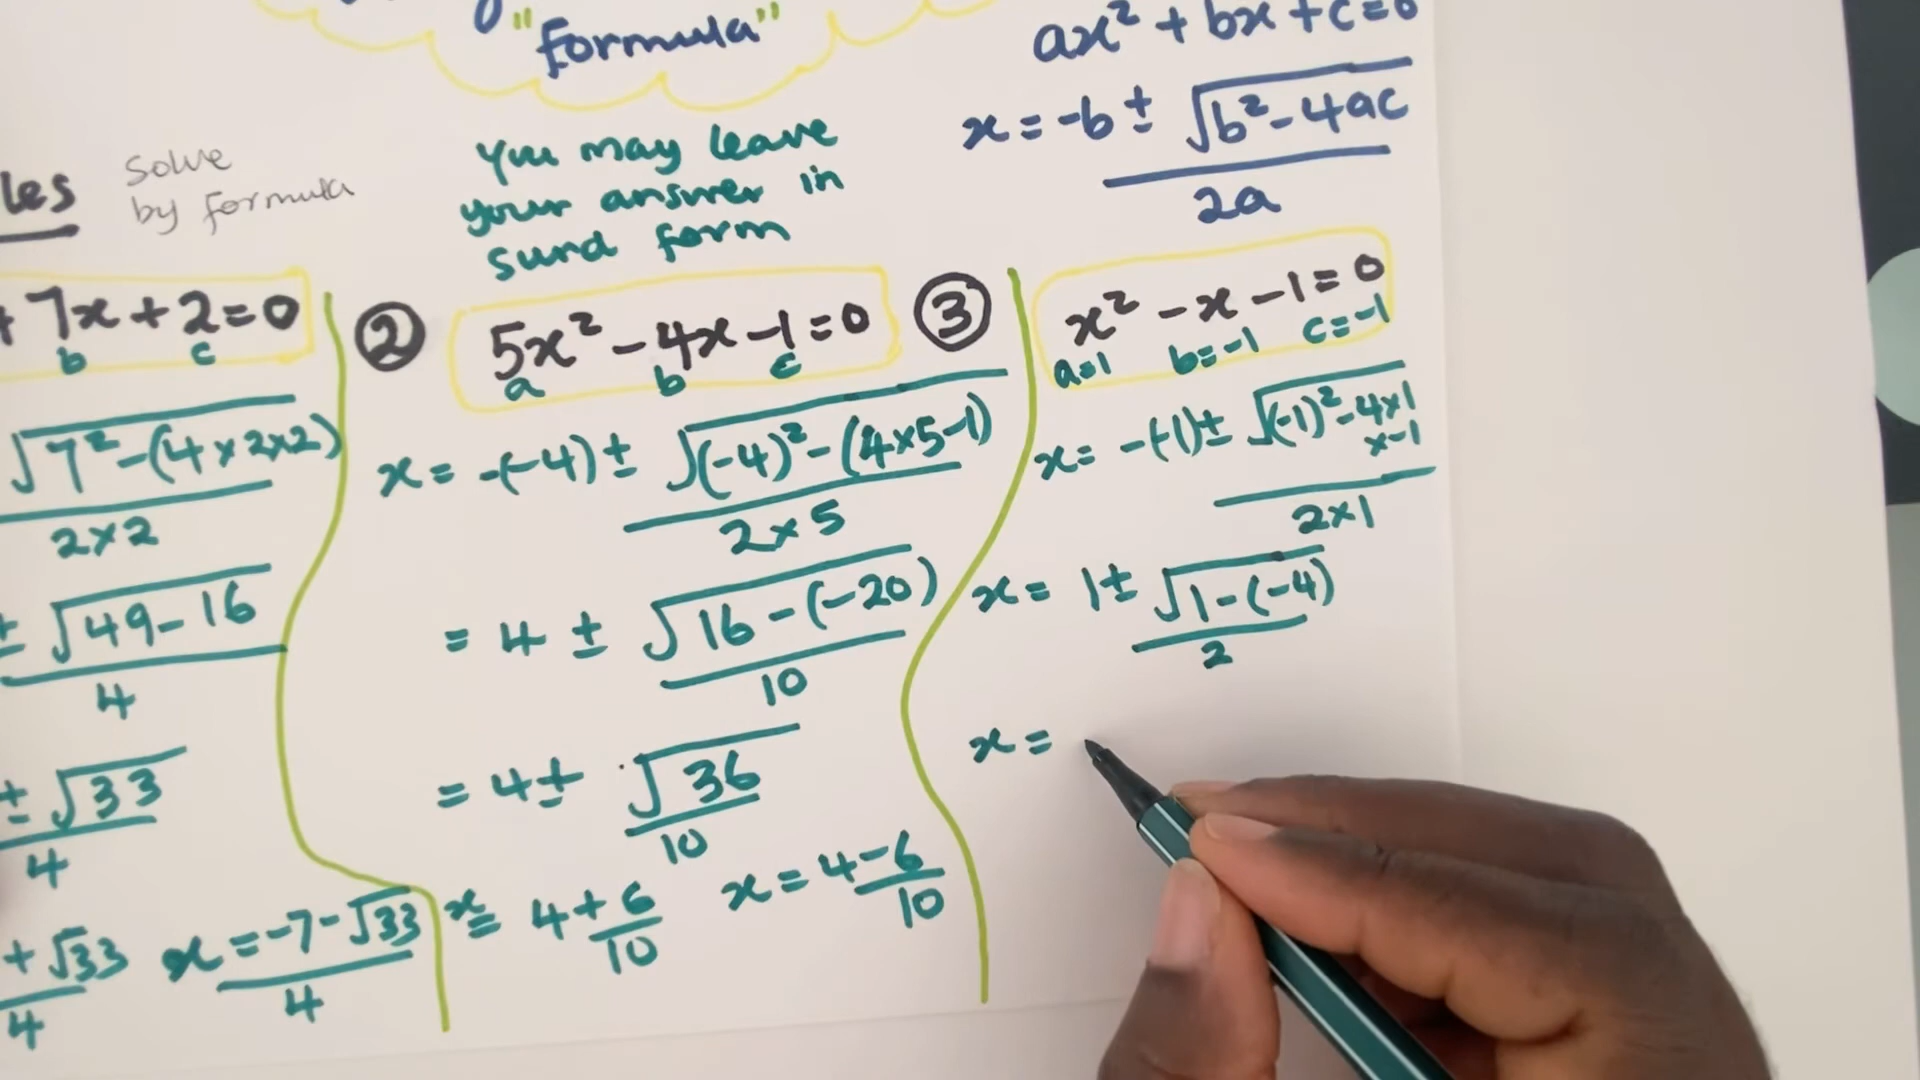 "formula"
ax² + bx + c = 0
x = -b ± √b² - 4ac
2a
You may leave
your answer in
surd form
les
Solve
by formula
+ 7x + 2 = 0
b c
√7² - (4 × 2 × 2)
2×2
± √49 - 16
4
± √33
4
+ √33
4
x = -7 - √33
4
②
5x² - 4x - 1 = 0
a b c
x = -(-4) ± √(-4)² - (4×5-1)
2 × 5
= 4 ± √16 - (-20)
10
= 4 ± √36
10
x = 4 + 6
10
x = 4 - 6
10
③
x² - x - 1 = 0
a=1 b=-1 c=-1
x = -(-1) ± √(-1)² - 4×1
×-1
2×1
x = 1 ± √1 - (-4)
2
x =